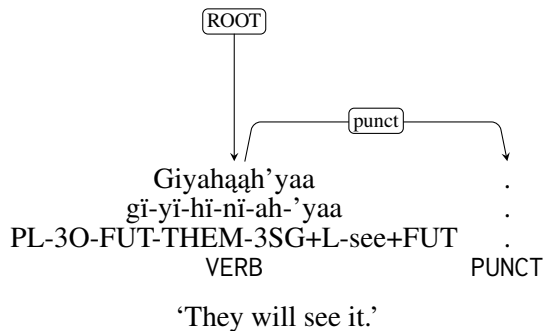 ROOT
punct
Giyahąąh’yaa .
gï-yï-hï-nï-ah-’yaa .
PL-3O-FUT-THEM-3SG+L-see+FUT .
VERB PUNCT
‘They will see it.’